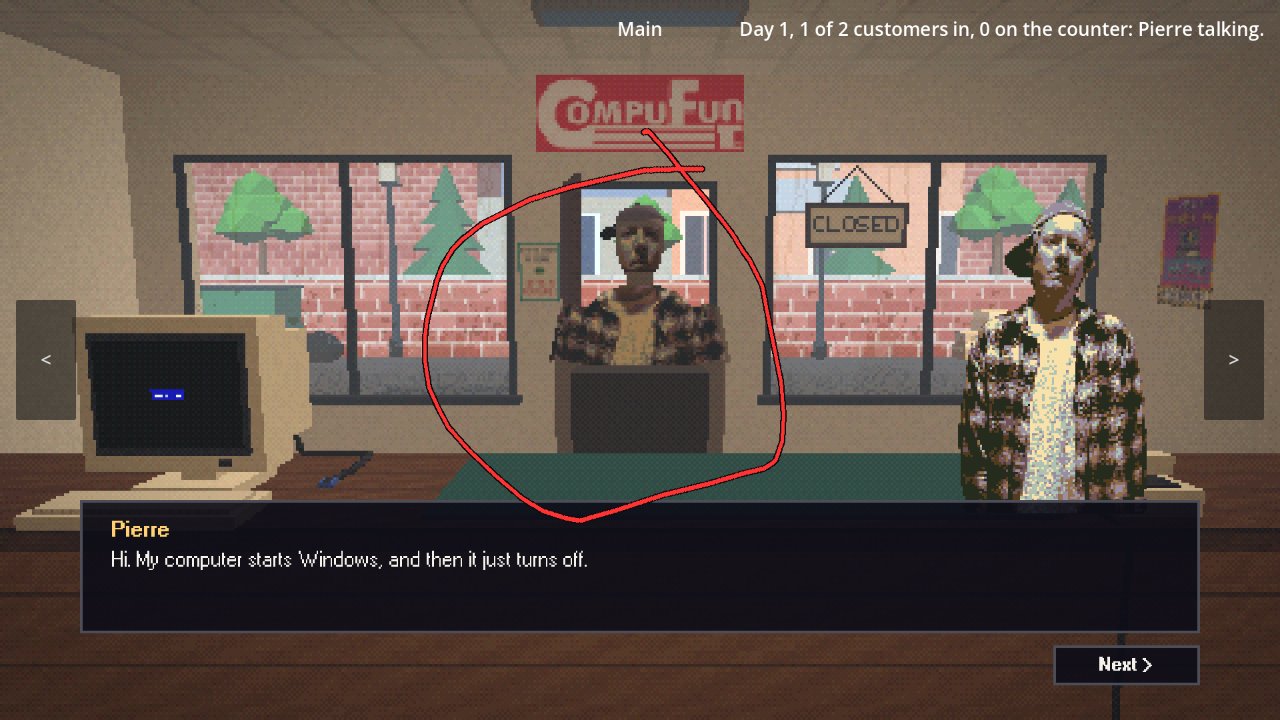 Main
Day 1, 1 of 2 customers in, 0 on the counter: Pierre talking.
COMPUFUN
CLOSED
<
>
Pierre
Hi. My computer starts Windows, and then it just turns off.
Next >